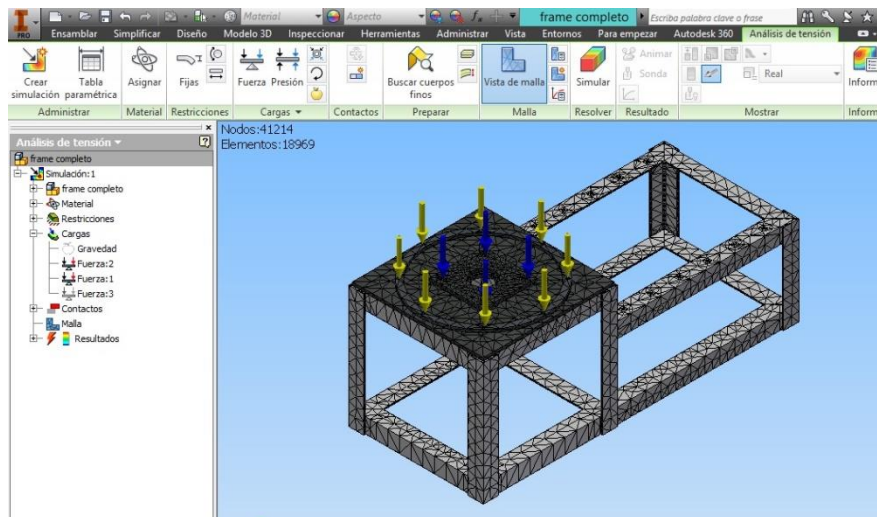 PRO
Material
Aspecto
frame completo
Escriba palabra clave o frase
Ensamblar Simplificar Diseño Modelo 3D Inspeccionar Herramientas Administrar Vista Entornos Para empezar Autodesk 360 Análisis de tensión
Crear simulación
Tabla paramétrica
Asignar
Fijas
Fuerza
Presión
Buscar cuerpos finos
Vista de malla
Simular
Animar
Sonda
Real
Inform
Administrar Material Restricciones Cargas Contactos Preparar Malla Resolver Resultado Mostrar Inform
Análisis de tensión
frame completo
Simulación:1
frame completo
Material
Restricciones
Cargas
Gravedad
Fuerza:2
Fuerza:1
Fuerza:3
Contactos
Malla
Resultados
Nodos:41214
Elementos:18969